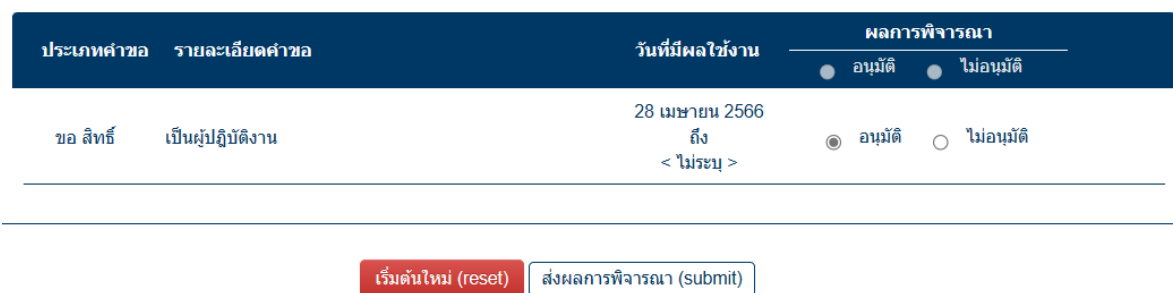 ประเภทคำขอ รายละเอียดคำขอ วันที่มีผลใช้งาน ผลการพิจารณา
อนุมัติ ไม่อนุมัติ
ขอ สิทธิ์ เป็นผู้ปฎิบัติงาน 28 เมษายน 2566 อนุมัติ ไม่อนุมัติ
ถึง
< ไม่ระบุ >
เริ่มต้นใหม่ (reset) ส่งผลการพิจารณา (submit)